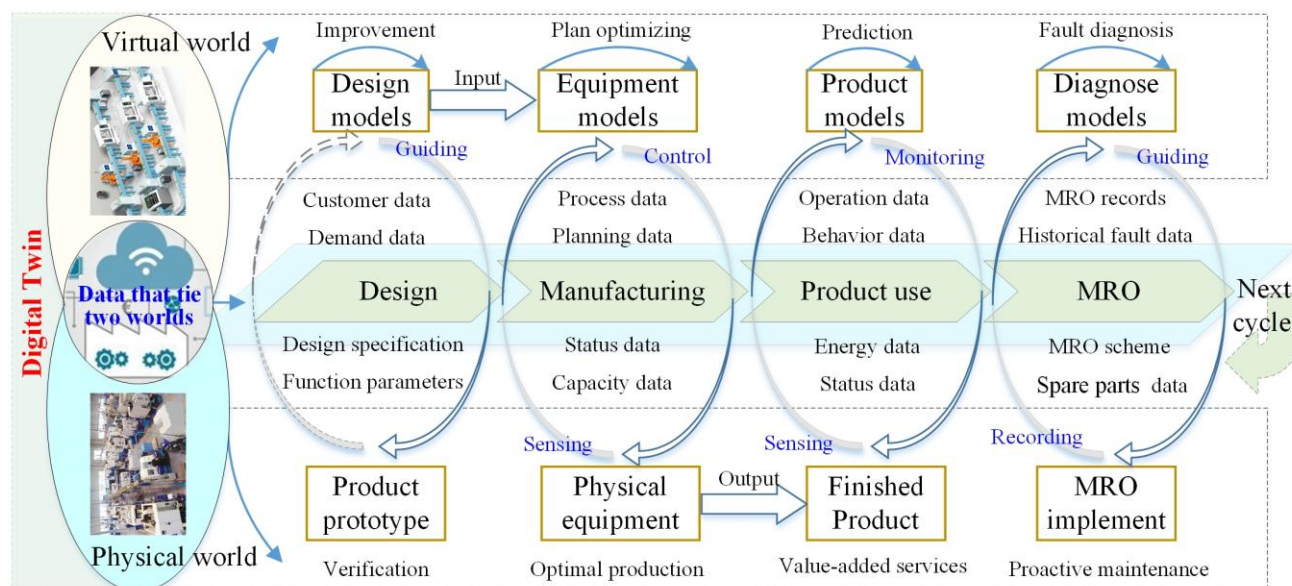 Virtual world
Improvement
Plan optimizing
Prediction
Fault diagnosis
Design
models
Input
Equipment
models
Product
models
Diagnose
models
Guiding
Control
Monitoring
Guiding
Customer data
Process data
Operation data
MRO records
Demand data
Planning data
Behavior data
Historical fault data
Digital Twin
Data that tie
two worlds
Design
Manufacturing
Product use
MRO
Next
cycle
Design specification
Status data
Energy data
MRO scheme
Function parameters
Capacity data
Status data
Spare parts data
Sensing
Sensing
Recording
Product
prototype
Physical
equipment
Output
Finished
Product
MRO
implement
Physical world
Verification
Optimal production
Value-added services
Proactive maintenance